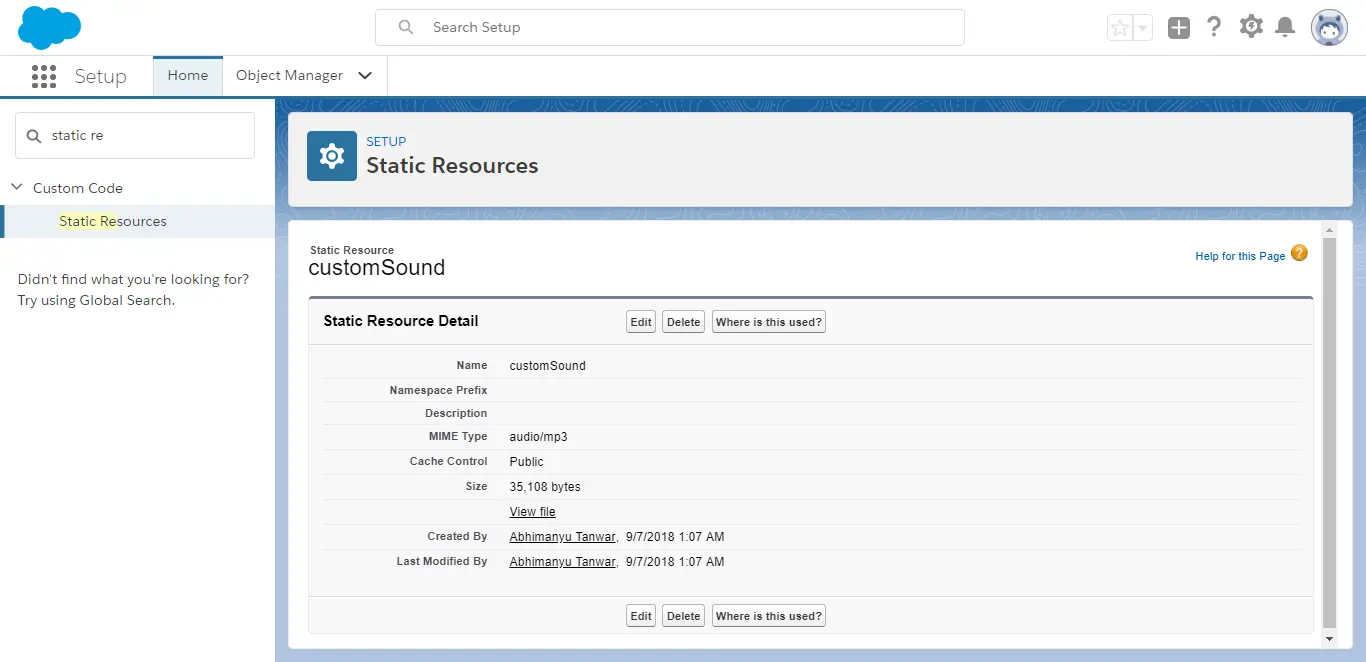 Search Setup
Setup
Home
Object Manager
static re
Custom Code
Static Resources
Didn't find what you're looking for?
Try using Global Search.
SETUP
Static Resources
Static Resource
customSound
Help for this Page ?
Static Resource Detail
Edit Delete Where is this used?
Name customSound
Namespace Prefix
Description
MIME Type audio/mp3
Cache Control Public
Size 35,108 bytes
View file
Created By Abhimanyu Tanwar, 9/7/2018 1:07 AM
Last Modified By Abhimanyu Tanwar, 9/7/2018 1:07 AM
Edit Delete Where is this used?